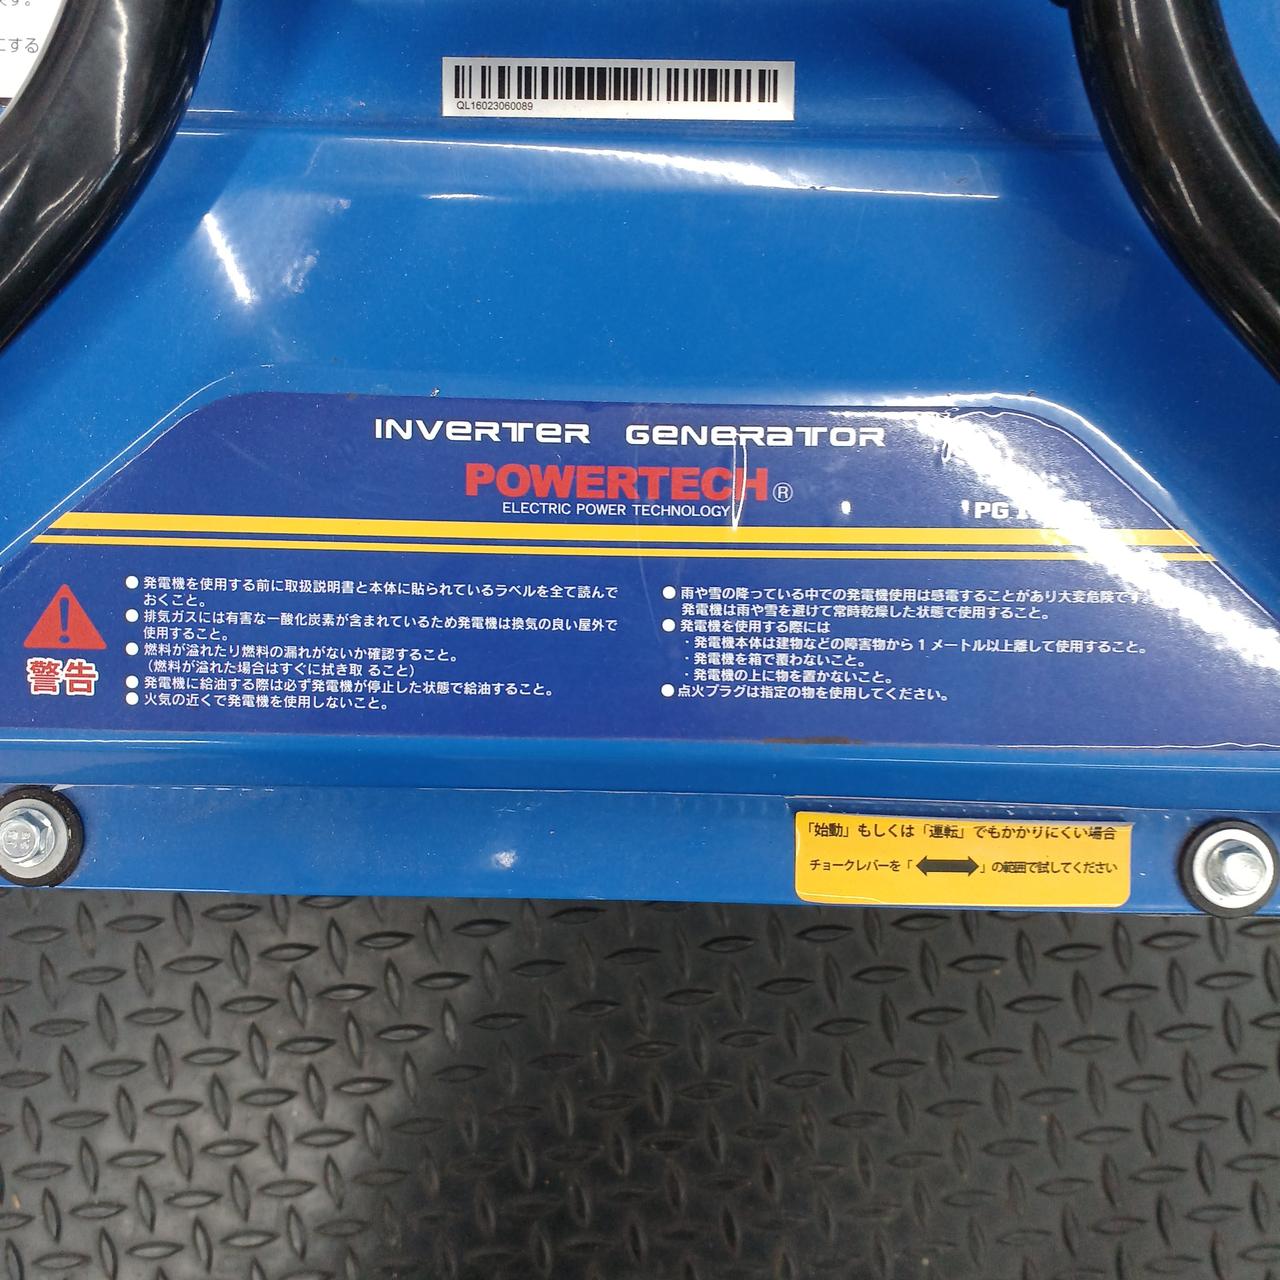 にする
QL16023060089
INVERTER GENERATOR
POWERTECH®
ELECTRIC POWER TECHNOLOGY
PG
警告
●発電機を使用する前に取扱説明書と本体に貼られているラベルを全て読んで
おくこと。
●排気ガスには有害な一酸化炭素が含まれているため発電機は換気の良い屋外で
使用すること。
●燃料が溢れたり燃料の漏れがないか確認すること。
（燃料が溢れた場合はすぐに拭き取 ること）
●発電機に給油する際は必ず発電機が停止した状態で給油すること。
●火気の近くで発電機を使用しないこと。
●雨や雪の降っている中での発電機使用は感電することがあり大変危険です。
発電機は雨や雪を避けて常時乾燥した状態で使用すること。
●発電機を使用する際には
・発電機本体は建物などの障害物から1メートル以上離して使用すること。
・発電機を箱で覆わないこと。
・発電機の上に物を置かないこと。
●点火プラグは指定の物を使用してください。
「始動」もしくは「運転」でもかかりにくい場合
チョークレバーを「⟷」の範囲で試してください